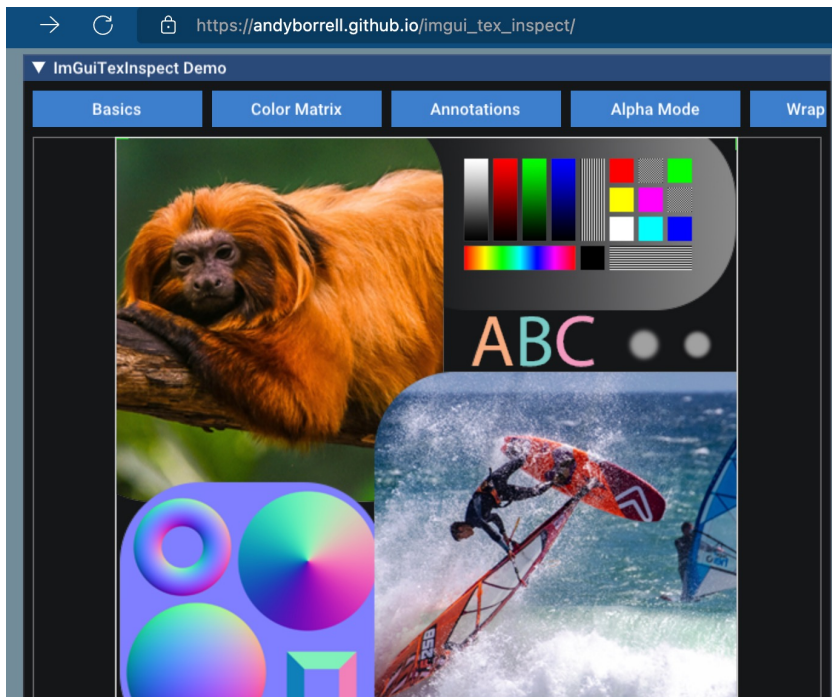 https://andyborrell.github.io/imgui_tex_inspect/
ImGuiTexInspect Demo
Basics Color Matrix Annotations Alpha Mode Wrap
ABC